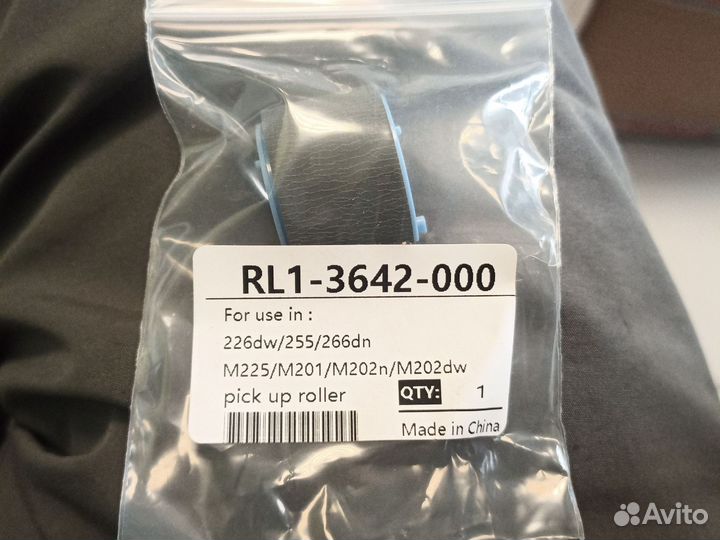 RL1-3642-000
For use in :
226dw/255/266dn
M225/M201/M202n/M202dw
pick up roller QTY: 1
Made in China
Avito